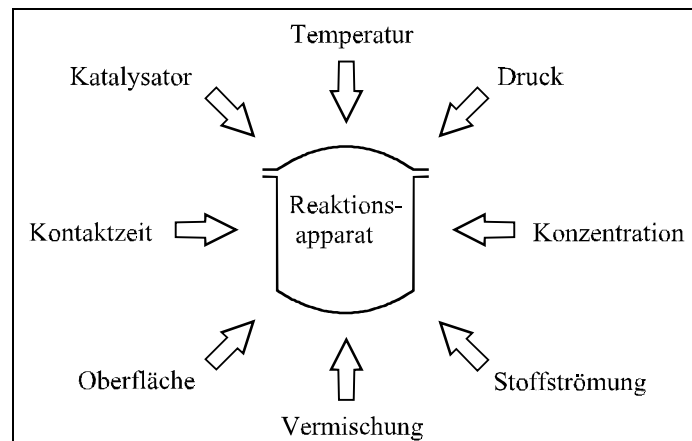 Temperatur
Katalysator
Druck
Reaktions-
apparat
Kontaktzeit
Konzentration
Oberfläche
Stoffströmung
Vermischung